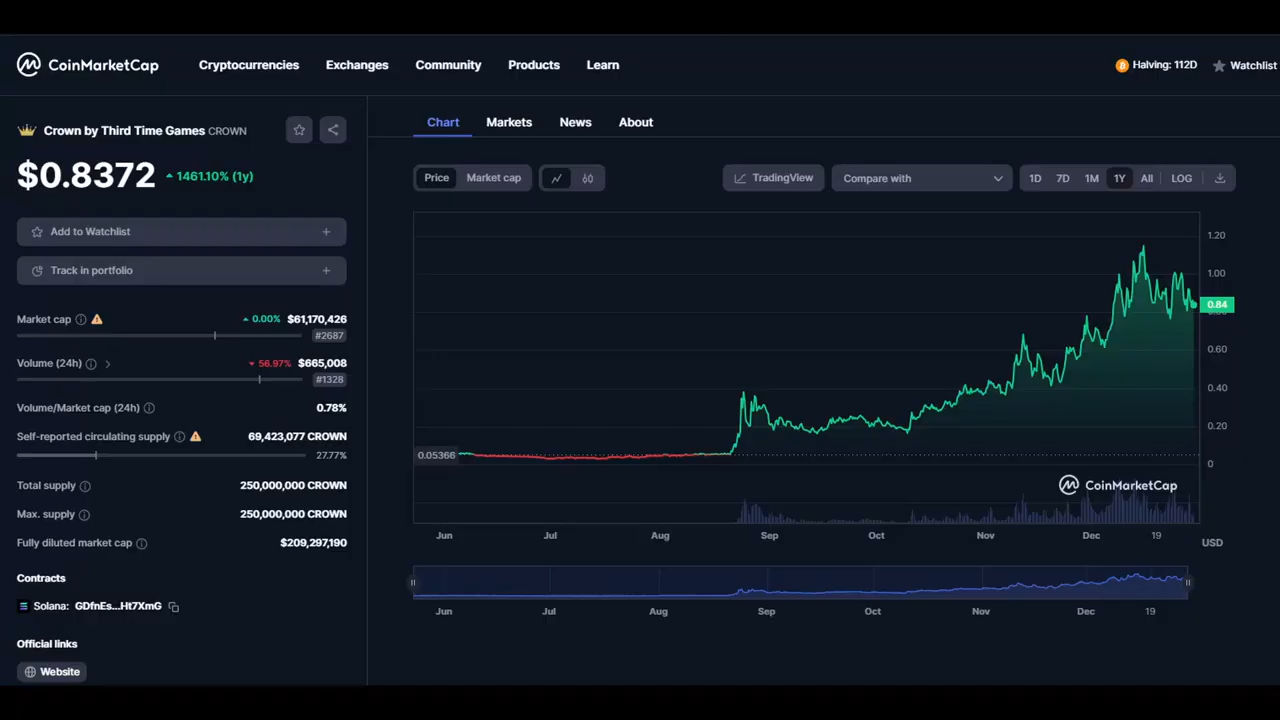 CoinMarketCap Cryptocurrencies Exchanges Community Products Learn Halving: 112D Watchlist
Crown by Third Time Games CROWN
$0.8372 1461.10% (1y)
Add to Watchlist
Track in portfolio
Market cap 0.00% $61,170,426
#2687
Volume (24h) 56.97% $665,008
#1328
Volume/Market cap (24h) 0.78%
Self-reported circulating supply 69,423,077 CROWN
27.77%
Total supply 250,000,000 CROWN
Max. supply 250,000,000 CROWN
Fully diluted market cap $209,297,190
Contracts
Solana: GDfnEs...Ht7XmG
Official links
Website
Chart Markets News About
Price Market cap TradingView Compare with 1D 7D 1M 1Y All LOG
1.20
1.00
0.84
0.80
0.60
0.40
0.20
0.05366
0
CoinMarketCap
Jun Jul Aug Sep Oct Nov Dec 19
USD
Jun Jul Aug Sep Oct Nov Dec 19